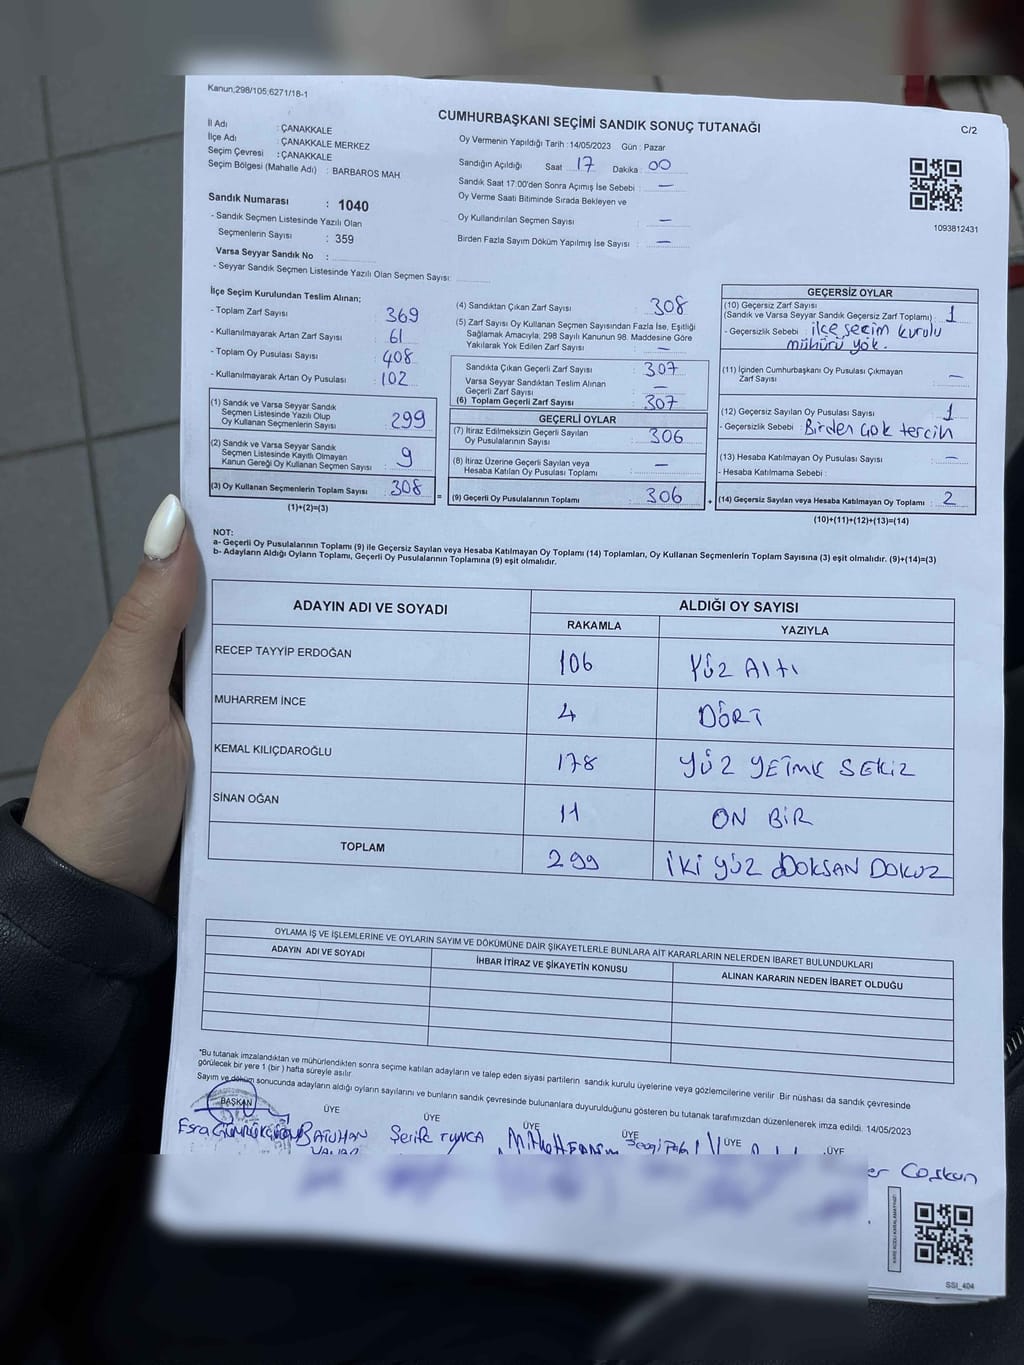 Kanun;298/105;6271/18-1
CUMHURBAŞKANI SEÇİMİ SANDIK SONUÇ TUTANAĞI
C/2
İl Adı : ÇANAKKALE
İlçe Adı : ÇANAKKALE MERKEZ
Seçim Çevresi : ÇANAKKALE
Seçim Bölgesi (Mahalle Adı) : BARBAROS MAH
Sandık Numarası : 1040
- Sandık Seçmen Listesinde Yazılı Olan
Seçmenlerin Sayısı : 359
Varsa Seyyar Sandık No :
- Seyyar Sandık Seçmen Listesinde Yazılı Olan Seçmen Sayısı:
Oy Vermenin Yapıldığı Tarih :14/05/2023 Gün : Pazar
Sandığın Açıldığı Saat 17 Dakika : 00
Sandık Saat 17:00'den Sonra Açımış İse Sebebi : —
Oy Verme Saati Bitiminde Sırada Bekleyen ve
Oy Kullandırılan Seçmen Sayısı : —
Birden Fazla Sayım Döküm Yapılmış İse Sayısı : —
1093812431
İlçe Seçim Kurulundan Teslim Alınan;
- Toplam Zarf Sayısı : 369
- Kullanılmayarak Artan Zarf Sayısı : 61
- Toplam Oy Pusulası Sayısı : 408
- Kullanılmayarak Artan Oy Pusulası : 102
(1) Sandık ve Varsa Seyyar Sandık
Seçmen Listesinde Yazılı Olup
Oy Kullanan Seçmenlerin Sayısı : 299
(2) Sandık ve Varsa Seyyar Sandık
Seçmen Listesinde Kayıtlı Olmayan
Kanun Gereği Oy Kullanan Seçmen Sayısı : 9
(3) Oy Kullanan Seçmenlerin Toplam Sayısı : 308
(1)+(2)=(3)
(4) Sandıktan Çıkan Zarf Sayısı : 308
(5) Zarf Sayısı Oy Kullanan Seçmen Sayısından Fazla İse, Eşitliği
Sağlamak Amacıyla; 298 Sayılı Kanunun 98. Maddesine Göre
Yakılarak Yok Edilen Zarf Sayısı : —
Sandıkta Çıkan Geçerli Zarf Sayısı : 307
Varsa Seyyar Sandıktan Teslim Alınan
Geçerli Zarf Sayısı : —
(6) Toplam Geçerli Zarf Sayısı : 307
GEÇERLİ OYLAR
(7) İtiraz Edilmeksizin Geçerli Sayılan
Oy Pusulalarının Sayısı : 306
(8) İtiraz Üzerine Geçerli Sayılan veya
Hesaba Katılan Oy Pusulası Toplamı : —
=
(9) Geçerli Oy Pusulalarının Toplamı : 306
+
GEÇERSİZ OYLAR
(10) Geçersiz Zarf Sayısı
(Sandık ve Varsa Seyyar Sandık Geçersiz Zarf Toplamı) : 1
- Geçersizlik Sebebi : ilçe seçim kurulu
mühürü yok.
(11) İçinden Cumhurbaşkanı Oy Pusulası Çıkmayan
Zarf Sayısı : —
(12) Geçersiz Sayılan Oy Pusulası Sayısı : 1
- Geçersizlik Sebebi : Birden çok tercih
(13) Hesaba Katılmayan Oy Pusulası Sayısı : —
- Hesaba Katılmama Sebebi :
(14) Geçersiz Sayılan veya Hesaba Katılmayan Oy Toplamı : 2
(10)+(11)+(12)+(13)=(14)
NOT:
a- Geçerli Oy Pusulalarının Toplamı (9) ile Geçersiz Sayılan veya Hesaba Katılmayan Oy Toplamı (14) Toplamları, Oy Kullanan Seçmenlerin Toplam Sayısına (3) eşit olmalıdır. (9)+(14)=(3)
b- Adayların Aldığı Oyların Toplamı, Geçerli Oy Pusulalarının Toplamına (9) eşit olmalıdır.
ADAYIN ADI VE SOYADI ALDIĞI OY SAYISI
RAKAMLA YAZIYLA
RECEP TAYYİP ERDOĞAN 106 YÜZ ALTI
MUHARREM İNCE 4 DÖRT
KEMAL KILIÇDAROĞLU 178 YÜZ YETMK SEKİZ
SİNAN OĞAN 11 ON BİR
TOPLAM 299 İKİ YÜZ DOKSAN DOKUZ
OYLAMA İŞ VE İŞLEMLERİNE VE OYLARIN SAYIM VE DÖKÜMÜNE DAİR ŞİKAYETLERLE BUNLARA AİT KARARLARIN NELERDEN İBARET BULUNDUKLARI
ADAYIN ADI VE SOYADI İHBAR İTİRAZ VE ŞİKAYETİN KONUSU ALINAN KARARIN NEDEN İBARET OLDUĞU
*Bu tutanak imzalandıktan ve mühürlendikten sonra seçime katılan adayların ve talep eden siyasi partilerin sandık kurulu üyelerine veya gözlemcilerine verilir Bir nüshası da sandık çevresinde
görülecek bir yere 1 (bir ) hafta süreyle asılır
Sayım ve döküm sonucunda adayların aldığı oyların sayılarını ve bunların sandık çevresinde bulunanlara duyurulduğunu gösteren bu tutanak tarafımızdan düzenlenerek imza edildi. 14/05/2023
BAŞKAN ÜYE ÜYE ÜYE ÜYE ÜYE ÜYE
Esra BATUHAN Şerife TUNCA
Coşkun
SSI_404